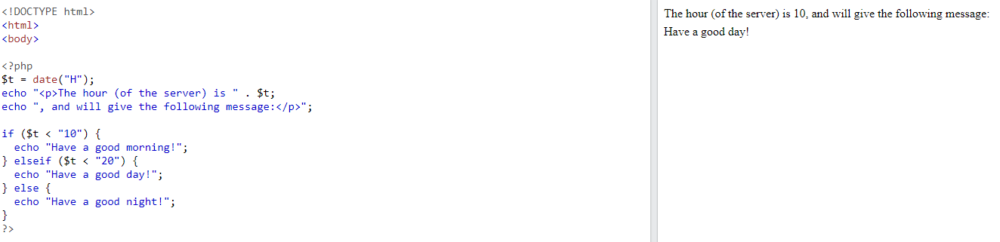 <!DOCTYPE html>
<html>
<body>

<?php
$t = date("H");
echo "<p>The hour (of the server) is " . $t;
echo ", and will give the following message:</p>";

if ($t < "10") {
  echo "Have a good morning!";
} elseif ($t < "20") {
  echo "Have a good day!";
} else {
  echo "Have a good night!";
}
?>
The hour (of the server) is 10, and will give the following message:
Have a good day!